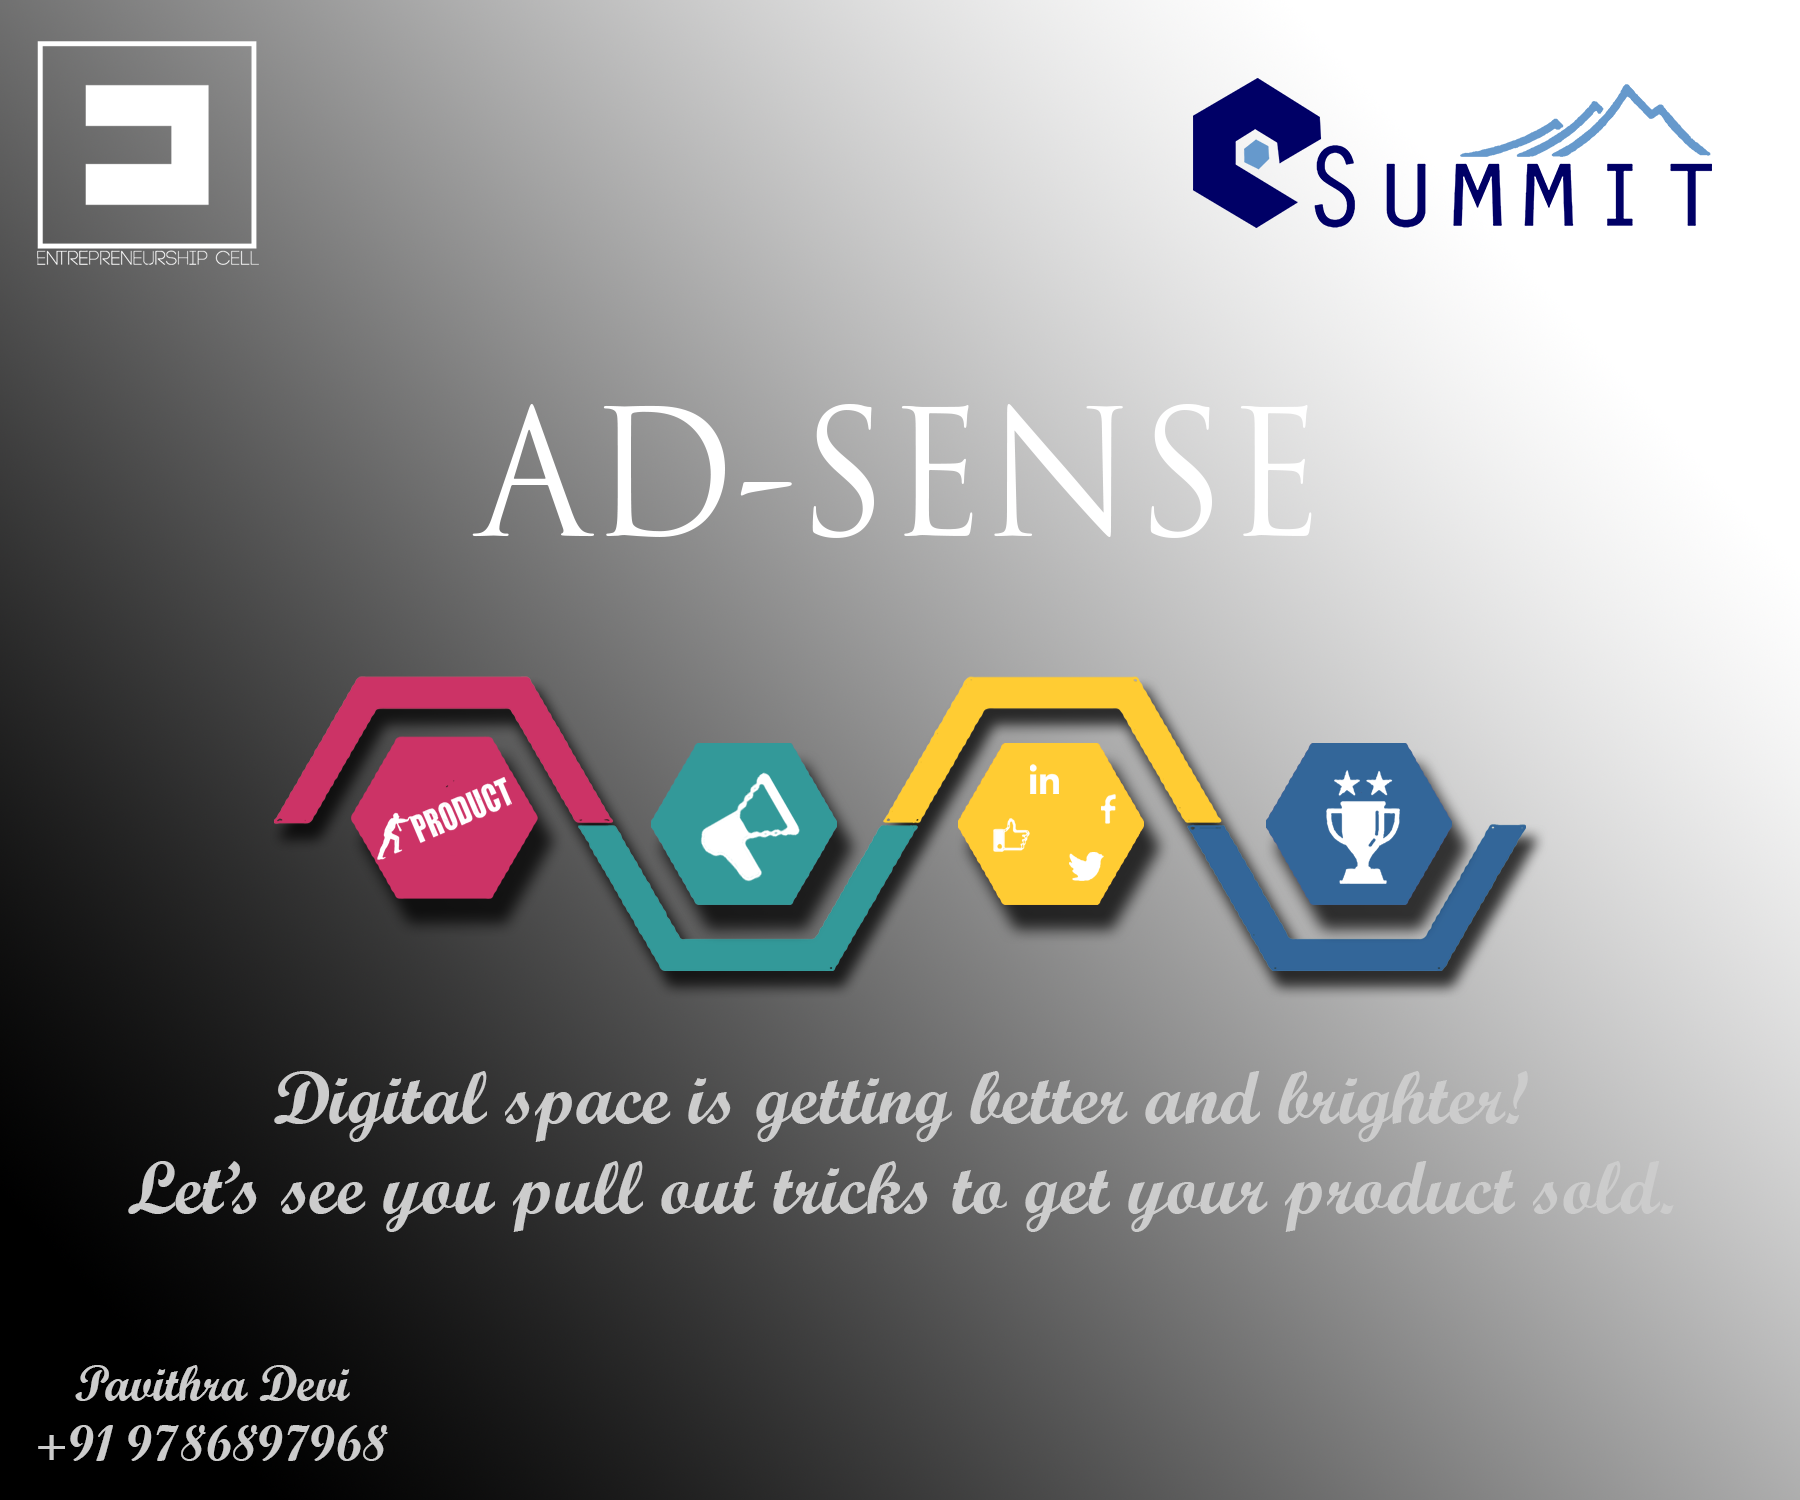 ENTREPRENEURSHIP CELL
SUMMIT
AD-SENSE
PRODUCT
in
f
Digital space is getting better and brighter!
Let's see you pull out tricks to get your product sold.
Pavithra Devi
+91 9786897968